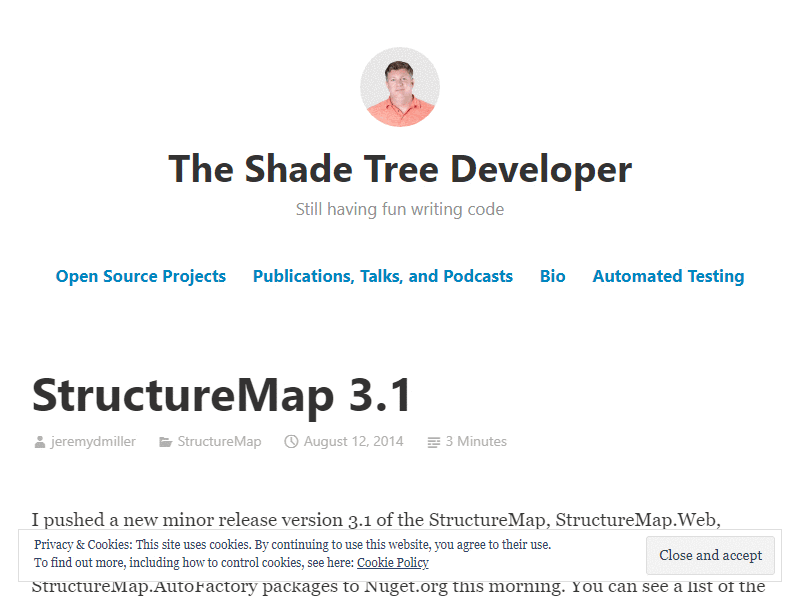 The Shade Tree Developer
Still having fun writing code
Open Source Projects Publications, Talks, and Podcasts Bio Automated Testing
StructureMap 3.1
jeremydmiller StructureMap August 12, 2014 3 Minutes
I pushed a new minor release version 3.1 of the StructureMap, StructureMap.Web,
Privacy & Cookies: This site uses cookies. By continuing to use this website, you agree to their use.
To find out more, including how to control cookies, see here: Cookie Policy
Close and accept
StructureMap.AutoFactory packages to Nuget.org this morning. You can see a list of the